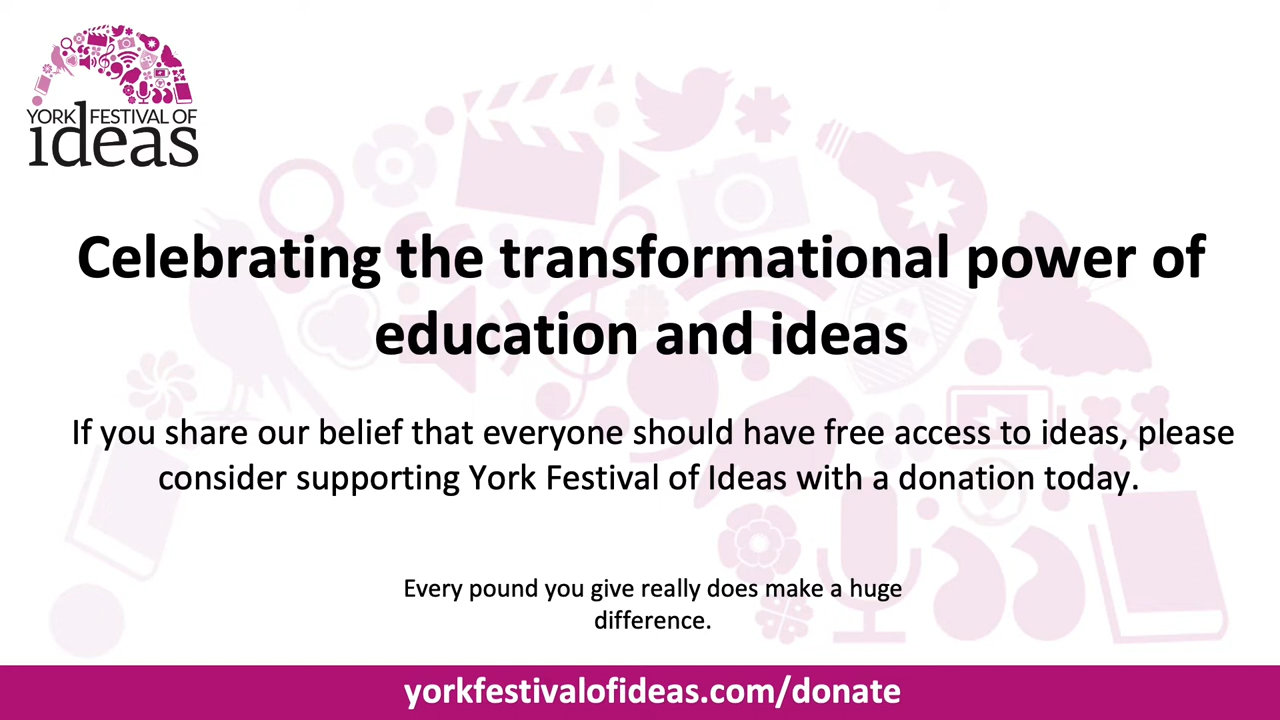 YORK FESTIVAL OF
ideas
Celebrating the transformational power of
education and ideas
If you share our belief that everyone should have free access to ideas, please
consider supporting York Festival of Ideas with a donation today.
Every pound you give really does make a huge
difference.
yorkfestivalofideas.com/donate